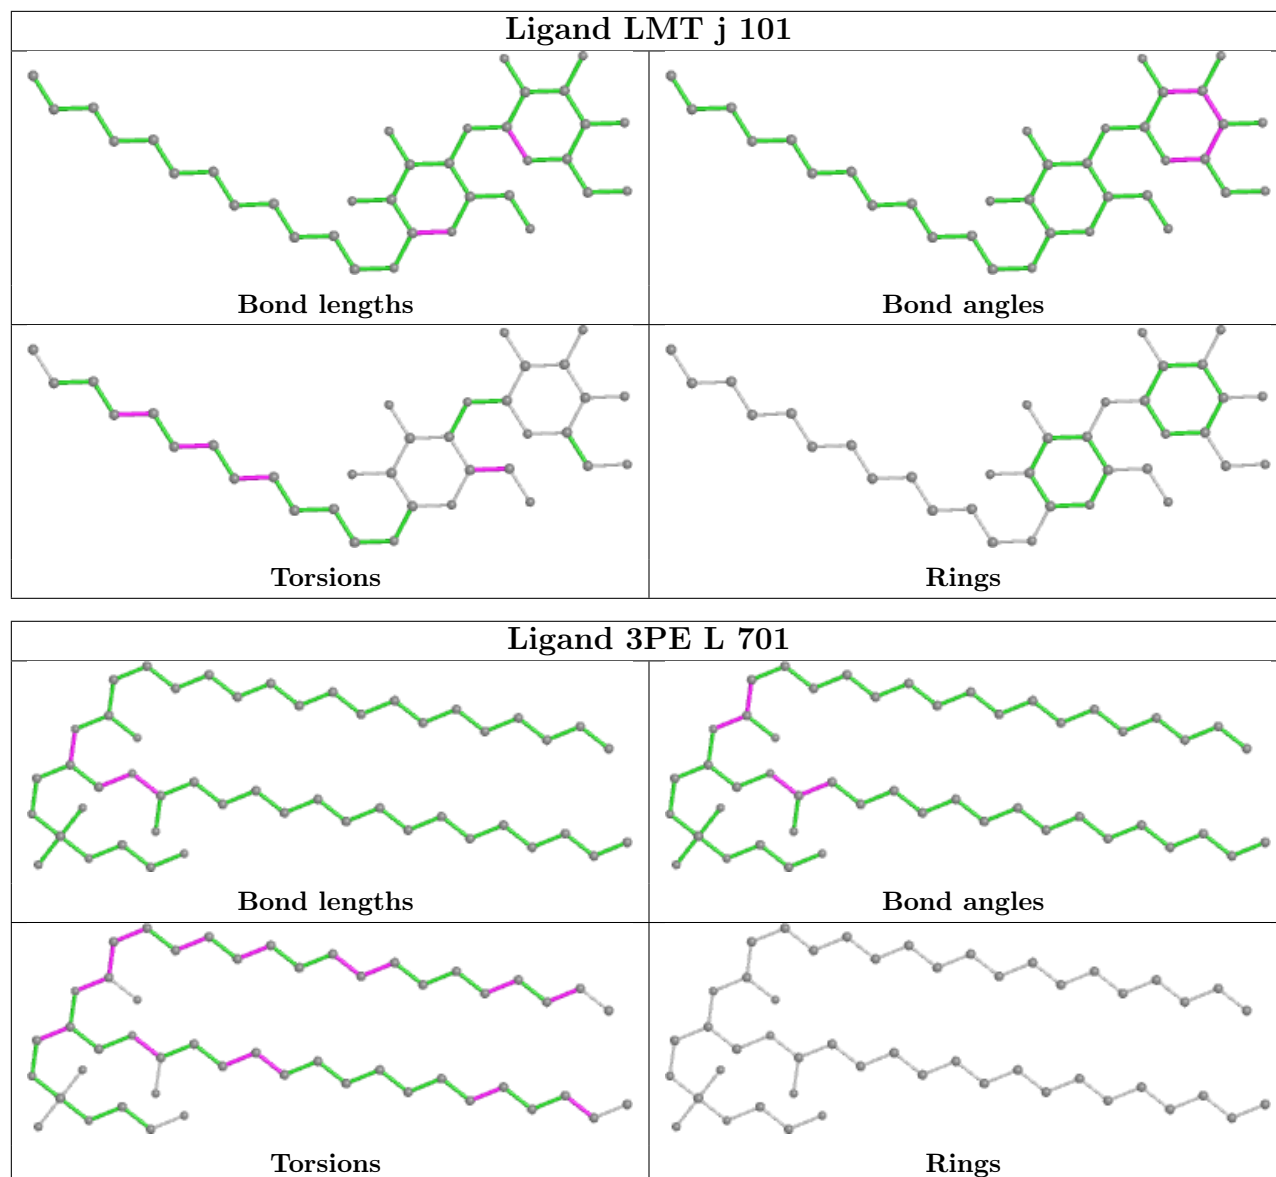 Ligand LMT j 101
Bond lengths
Bond angles
Torsions
Rings
Ligand 3PE L 701
Bond lengths
Bond angles
Torsions
Rings